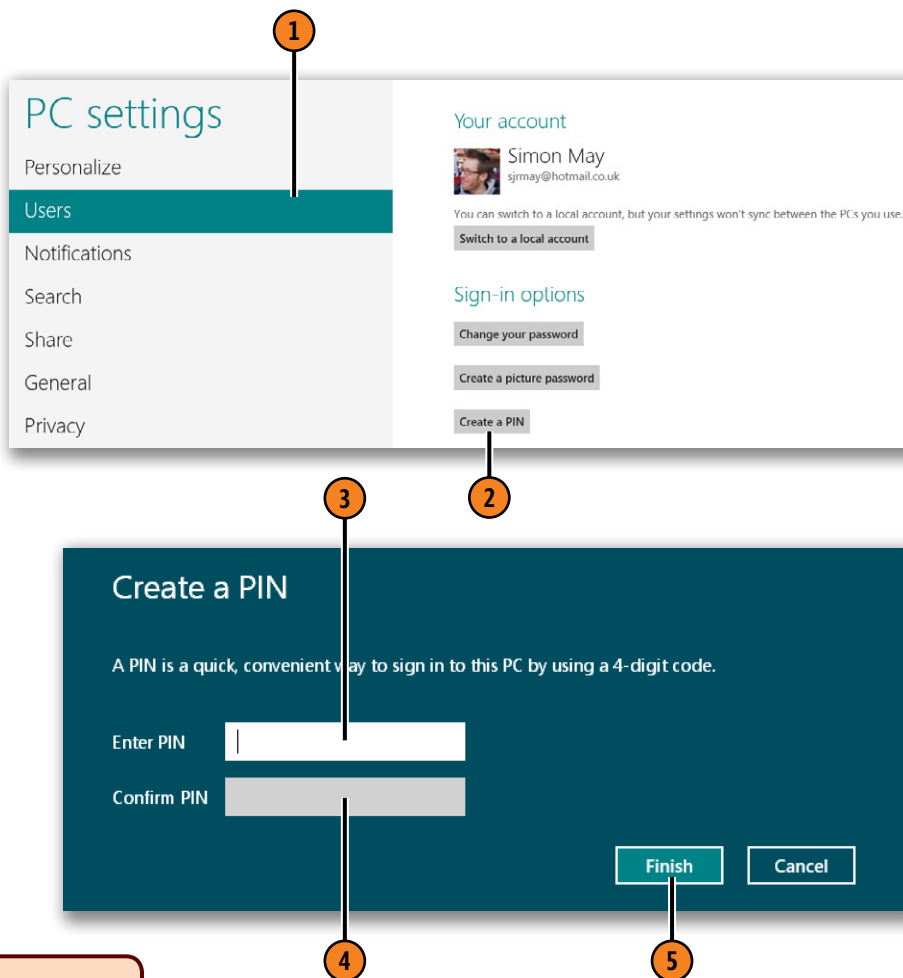 1
PC settings
Personalize
Users
Notifications
Search
Share
General
Privacy
Your account
Simon May
sjrmay@hotmail.co.uk
You can switch to a local account, but your settings won't sync between the PCs you use.
Switch to a local account
Sign-in options
Change your password
Create a picture password
Create a PIN
3
2
Create a PIN
A PIN is a quick, convenient way to sign in to this PC by using a 4-digit code.
Enter PIN
Confirm PIN
Finish
Cancel
4
5